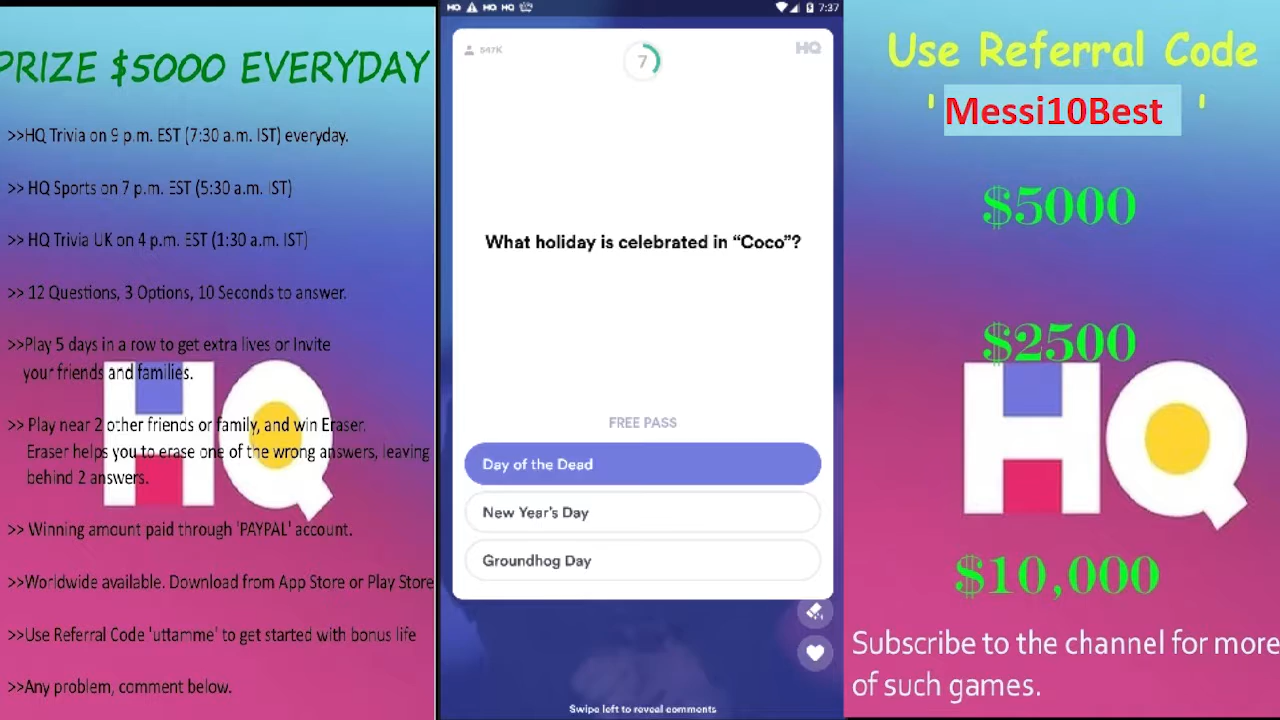 PRIZE $5000 EVERYDAY
>>HQ Trivia on 9 p.m. EST (7:30 a.m. IST) everyday.
>> HQ Sports on 7 p.m. EST (5:30 a.m. IST)
>> HQ Trivia UK on 4 p.m. EST (1:30 a.m. IST)
>> 12 Questions, 3 Options, 10 Seconds to answer.
>>Play 5 days in a row to get extra lives or Invite
your friends and families.
>> Play near 2 other friends or family, and win Eraser.
Eraser helps you to erase one of the wrong answers, leaving
behind 2 answers.
>> Winning amount paid through 'PAYPAL' account.
>>Worldwide available. Download from App Store or Play Store
>>Use Referral Code 'uttamme' to get started with bonus life
>>Any problem, comment below.
HQ
HQ HQ HQ 7:37
547K 7 HQ
What holiday is celebrated in “Coco”?
FREE PASS
Day of the Dead
New Year’s Day
Groundhog Day
Swipe left to reveal comments
Use Referral Code
' Messi10Best '
$5000
$2500
HQ
$10,000
Subscribe to the channel for more
of such games.